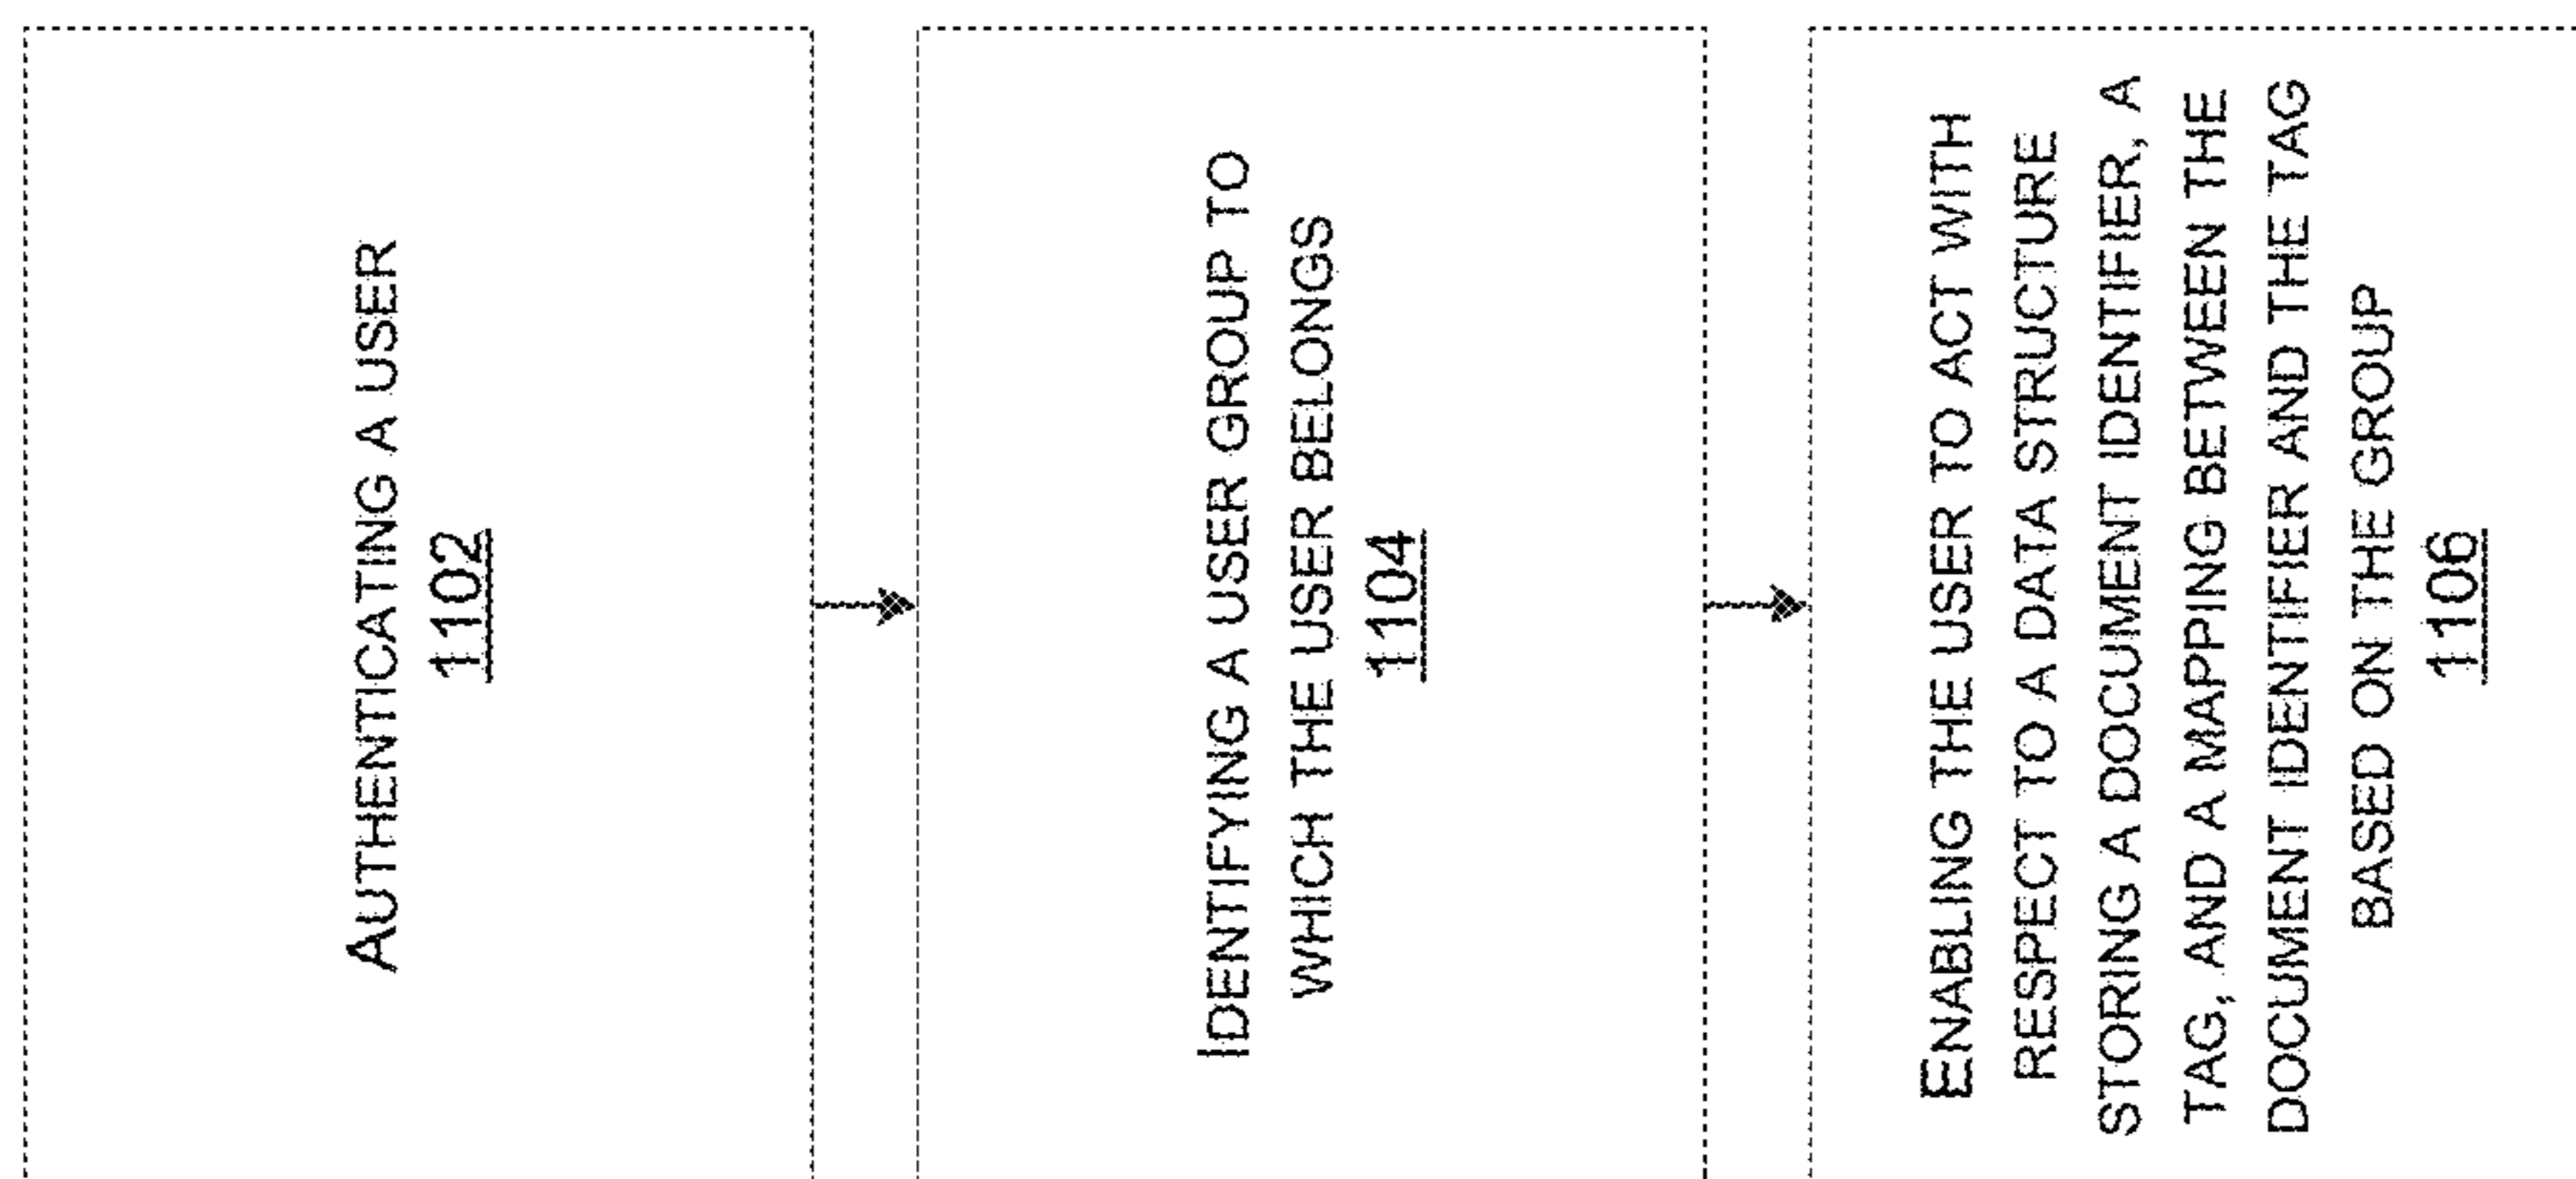 AUTHENTICATING A USER
1102
IDENTIFYING A USER GROUP TO
WHICH THE USER BELONGS
1104
ENABLING THE USER TO ACT WITH
RESPECT TO A DATA STRUCTURE
STORING A DOCUMENT IDENTIFIER, A
TAG, AND A MAPPING BETWEEN THE
DOCUMENT IDENTIFIER AND THE TAG
BASED ON THE GROUP
1106